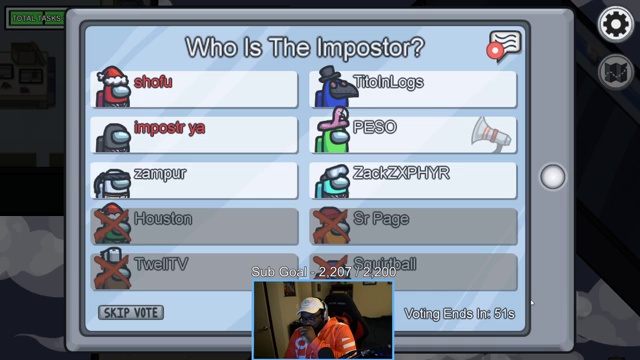 TOTAL TASKS
Who Is The Impostor?
shofu
TitoInLogs
impostr ya
PESO
zampur
ZackZXPHYR
Houston
Sr Page
TwellTV
Squidball
Sub Goal - 2,207 / 2,200
SKIP VOTE
Voting Ends In: 51s